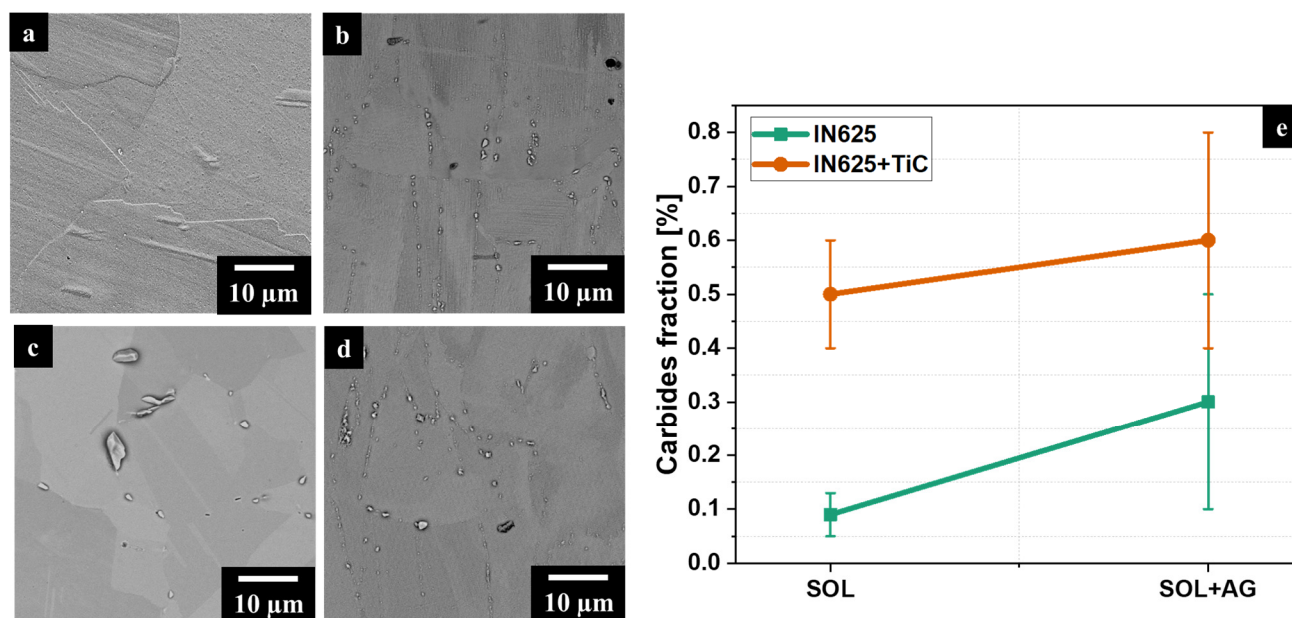 a
10 µm
b
10 µm
c
10 µm
d
10 µm
e
IN625
IN625+TiC
Carbides fraction [%]
0.8
0.7
0.6
0.5
0.4
0.3
0.2
0.1
0.0
SOL
SOL+AG